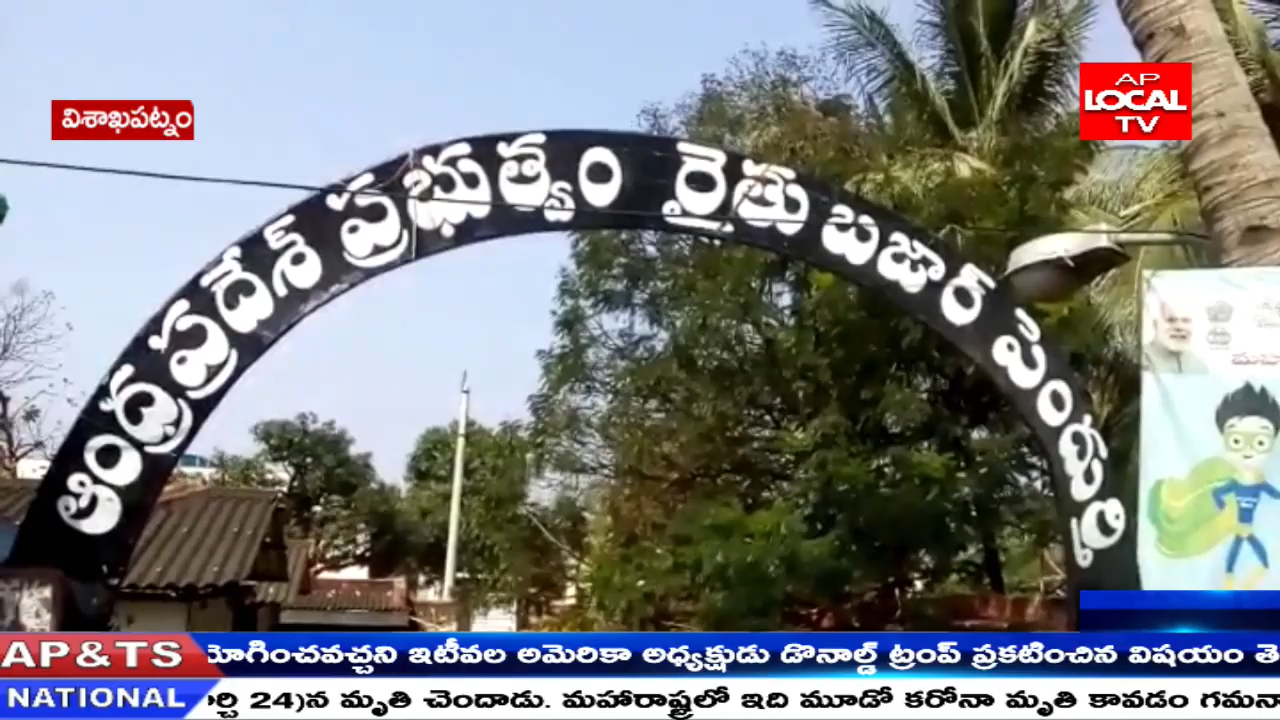 విశాఖపట్నం
AP
LOCAL
TV
ఆంధ్రప్రదేశ్ ప్రభుత్వం రైతు బజార్ పెందుర్తి
AP&TS
NATIONAL
యోగించవచ్చని ఇటీవల అమెరికా అధ్యక్షుడు డొనాల్డ్ ట్రంప్ ప్రకటించిన విషయం తె
ర్చి 24)న మృతి చెందాడు. మహారాష్ట్రలో ఇది మూడో కరోనా మృతి కావడం గమనా